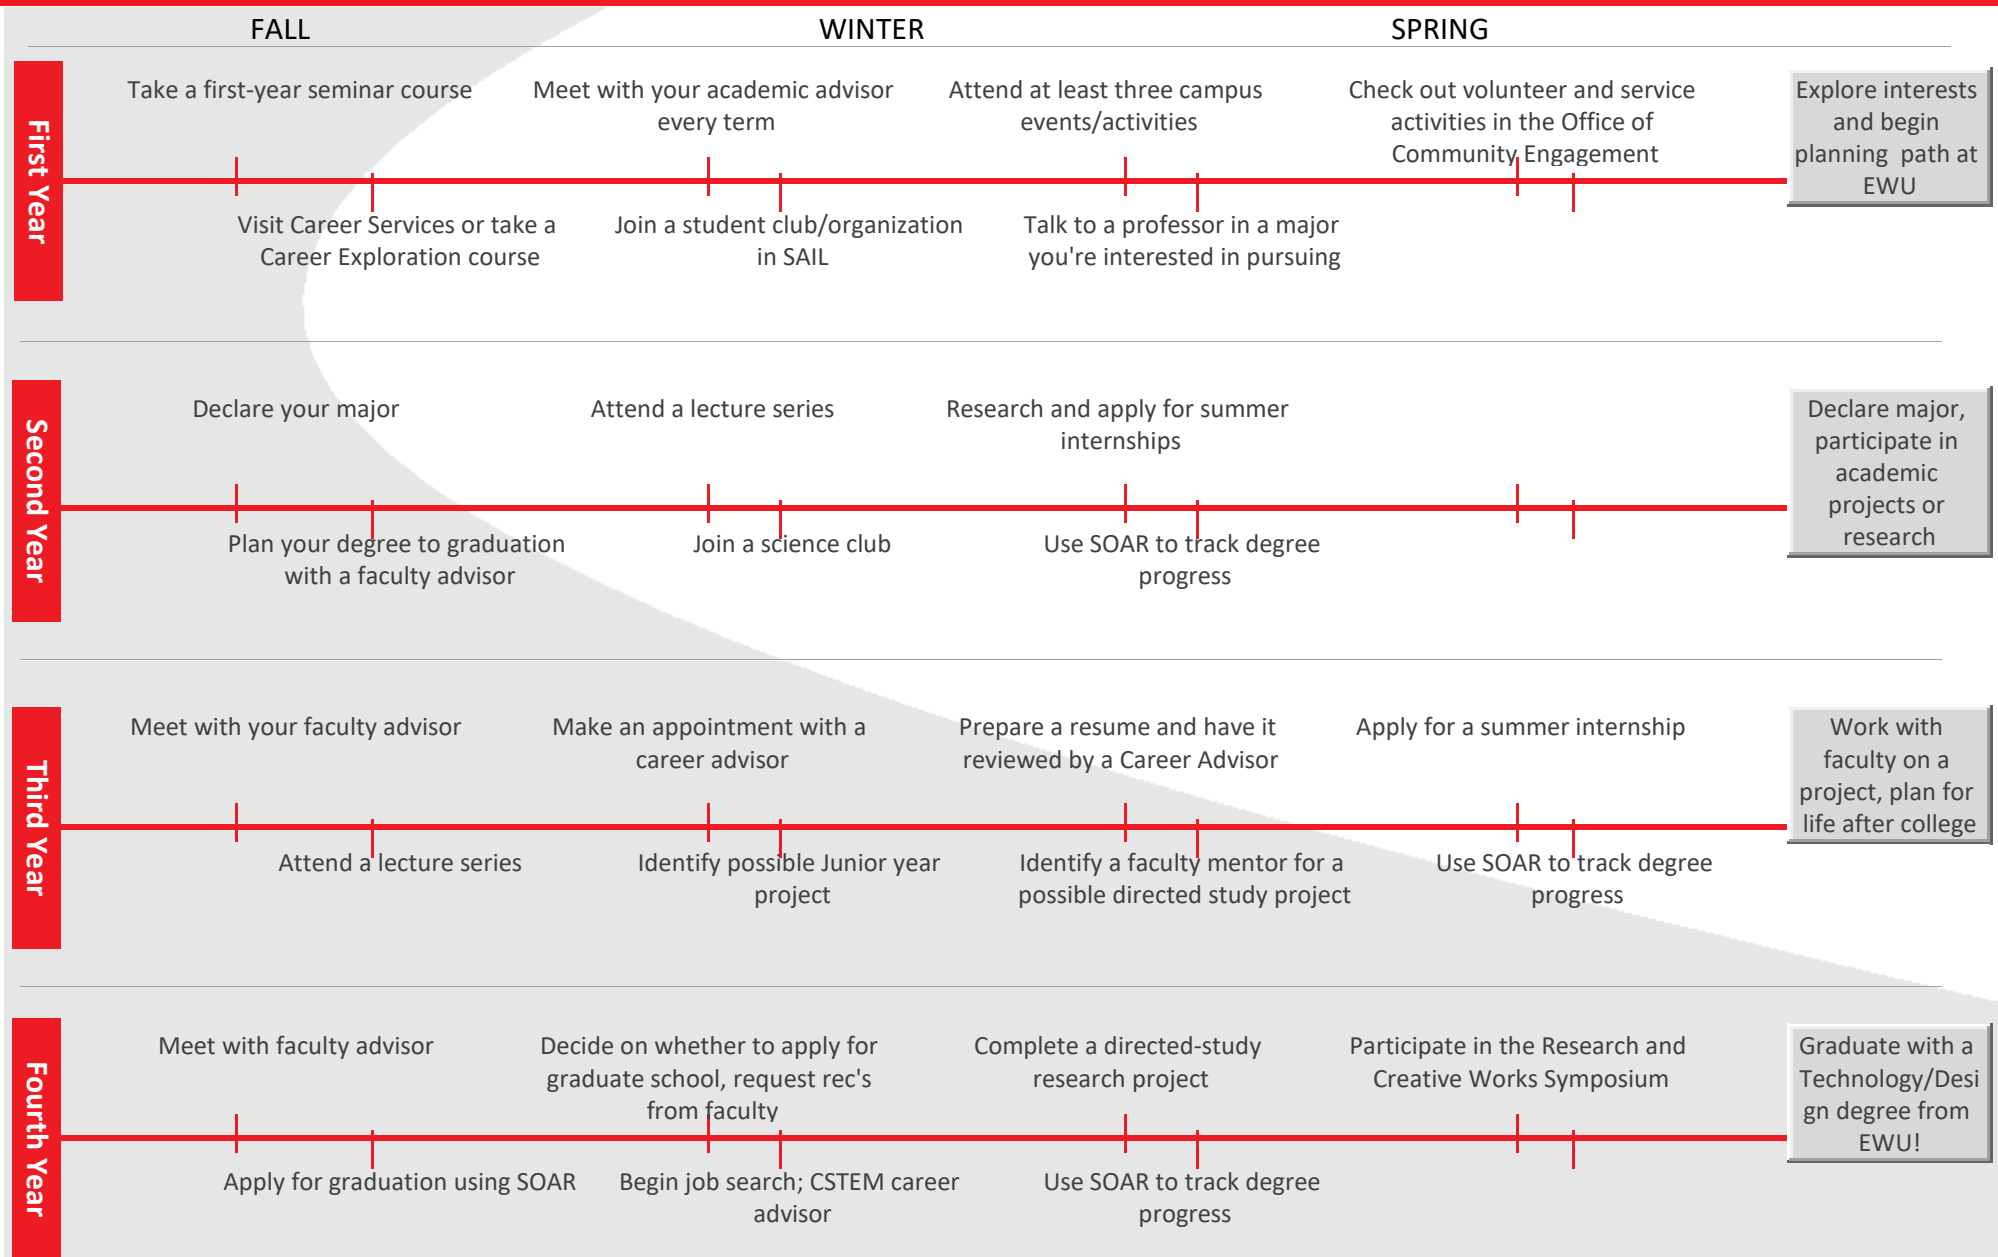 FALL
WINTER
SPRING
First Year
Take a first-year seminar course
Meet with your academic advisor
every term
Attend at least three campus
events/activities
Check out volunteer and service
activities in the Office of
Community Engagement
Visit Career Services or take a
Career Exploration course
Join a student club/organization
in SAIL
Talk to a professor in a major
you're interested in pursuing
Explore interests
and begin
planning  path at
EWU
Second Year
Declare your major
Attend a lecture series
Research and apply for summer
internships
Plan your degree to graduation
with a faculty advisor
Join a science club
Use SOAR to track degree
progress
Declare major,
participate in
academic
projects or
research
Third Year
Meet with your faculty advisor
Make an appointment with a
career advisor
Prepare a resume and have it
reviewed by a Career Advisor
Apply for a summer internship
Attend a lecture series
Identify possible Junior year
project
Identify a faculty mentor for a
possible directed study project
Use SOAR to track degree
progress
Work with
faculty on a
project, plan for
life after college
Fourth Year
Meet with faculty advisor
Decide on whether to apply for
graduate school, request rec's
from faculty
Complete a directed-study
research project
Participate in the Research and
Creative Works Symposium
Apply for graduation using SOAR
Begin job search; CSTEM career
advisor
Use SOAR to track degree
progress
Graduate with a
Technology/Desi
gn degree from
EWU!